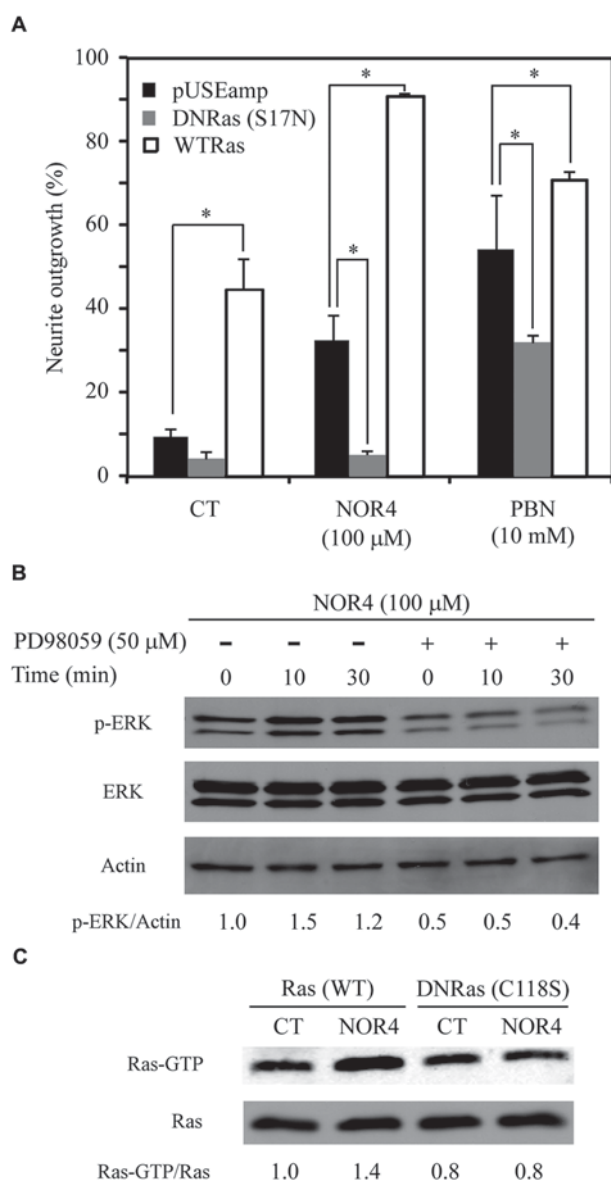 A
100
80
60
40
20
0
Neurite outgrowth (%)
pUSEamp
DNRas (S17N)
WTRas
* * * * *
CT NOR4 PBN
(100 μM) (10 mM)
B
NOR4 (100 μM)
PD98059 (50 μM) − − − + + +
Time (min) 0 10 30 0 10 30
p-ERK
ERK
Actin
p-ERK/Actin 1.0 1.5 1.2 0.5 0.5 0.4
C
Ras (WT) DNRas (C118S)
CT NOR4 CT NOR4
Ras-GTP
Ras
Ras-GTP/Ras 1.0 1.4 0.8 0.8